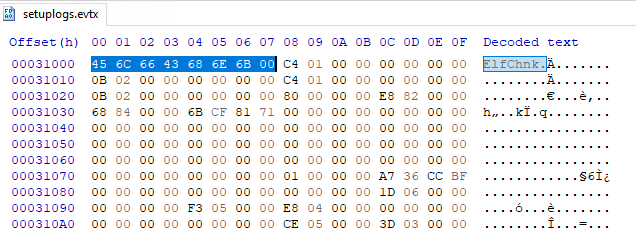 setuplogs.evtx
Offset(h) 00 01 02 03 04 05 06 07 08 09 0A 0B 0C 0D 0E 0F Decoded text
00031000 45 6C 66 43 68 6E 6B 00 C4 01 00 00 00 00 00 00 ElfChnk.Ä.......
00031010 0B 02 00 00 00 00 00 00 C4 01 00 00 00 00 00 00 ........Ä.......
00031020 0B 02 00 00 00 00 00 00 80 00 00 00 E8 82 00 00 ........€...è‚..
00031030 68 84 00 00 6B CF 81 71 00 00 00 00 00 00 00 00 h„..kÏ.q........
00031040 00 00 00 00 00 00 00 00 00 00 00 00 00 00 00 00 ................
00031050 00 00 00 00 00 00 00 00 00 00 00 00 00 00 00 00 ................
00031060 00 00 00 00 00 00 00 00 00 00 00 00 00 00 00 00 ................
00031070 00 00 00 00 00 00 00 00 01 00 00 00 A7 36 CC BF ............§6Ì¿
00031080 00 00 00 00 00 00 00 00 00 00 00 00 1D 06 00 00 ................
00031090 00 00 00 00 F3 05 00 00 E8 04 00 00 00 00 00 00 ....ó...è.......
000310A0 00 00 00 00 00 00 00 00 CE 05 00 00 3D 03 00 00 ........Î...=...